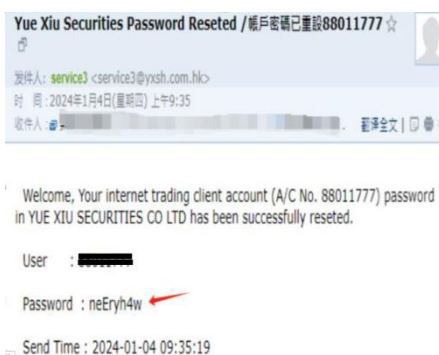 Yue Xiu Securities Password Reseted /帳戶密碼已重設88011777
发件人: service3 <service3@yxsh.com.hk>
时 间:2024年1月4日(星期四) 上午9:35
收件人:
翻译全文
Welcome, Your internet trading client account (A/C No. 88011777) password
in YUE XIU SECURITIES CO LTD has been successfully reseted.
User :
Password : neEryh4w
Send Time : 2024-01-04 09:35:19